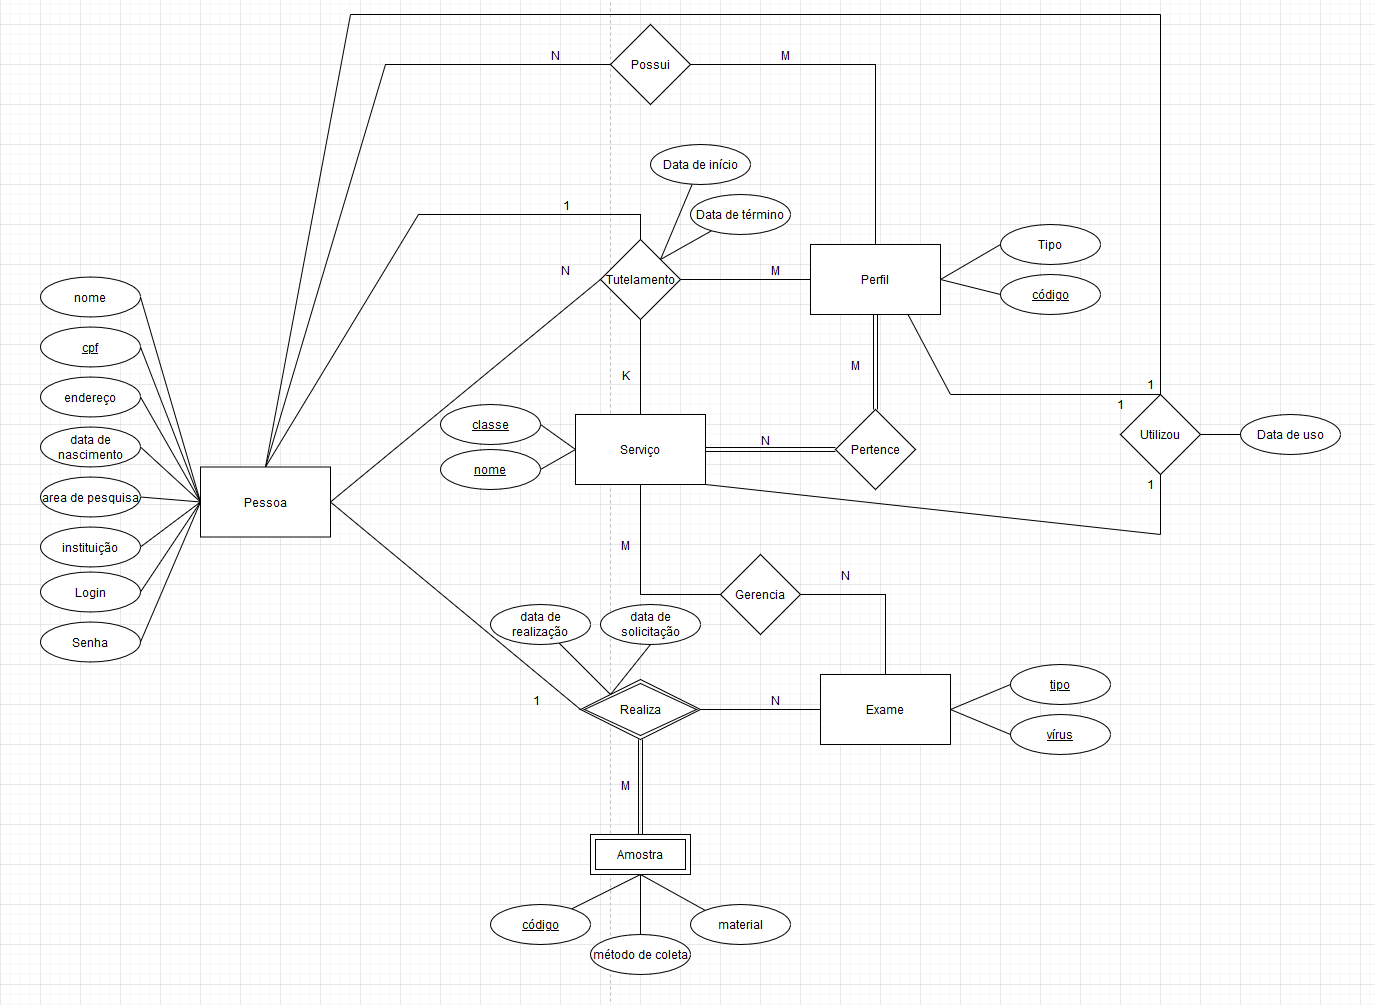 N
Possui
M
Data de início
Data de término
1
N
Tutelamento
M
Perfil
Tipo
código
nome
cpf
endereço
data de
nascimento
area de pesquisa
instituição
Login
Senha
Pessoa
K
M
1
1
Utilizou
Data de uso
1
classe
nome
Serviço
N
Pertence
M
Gerencia
N
data de
realização
data de
solicitação
1
Realiza
N
Exame
tipo
vírus
M
Amostra
código
método de coleta
material